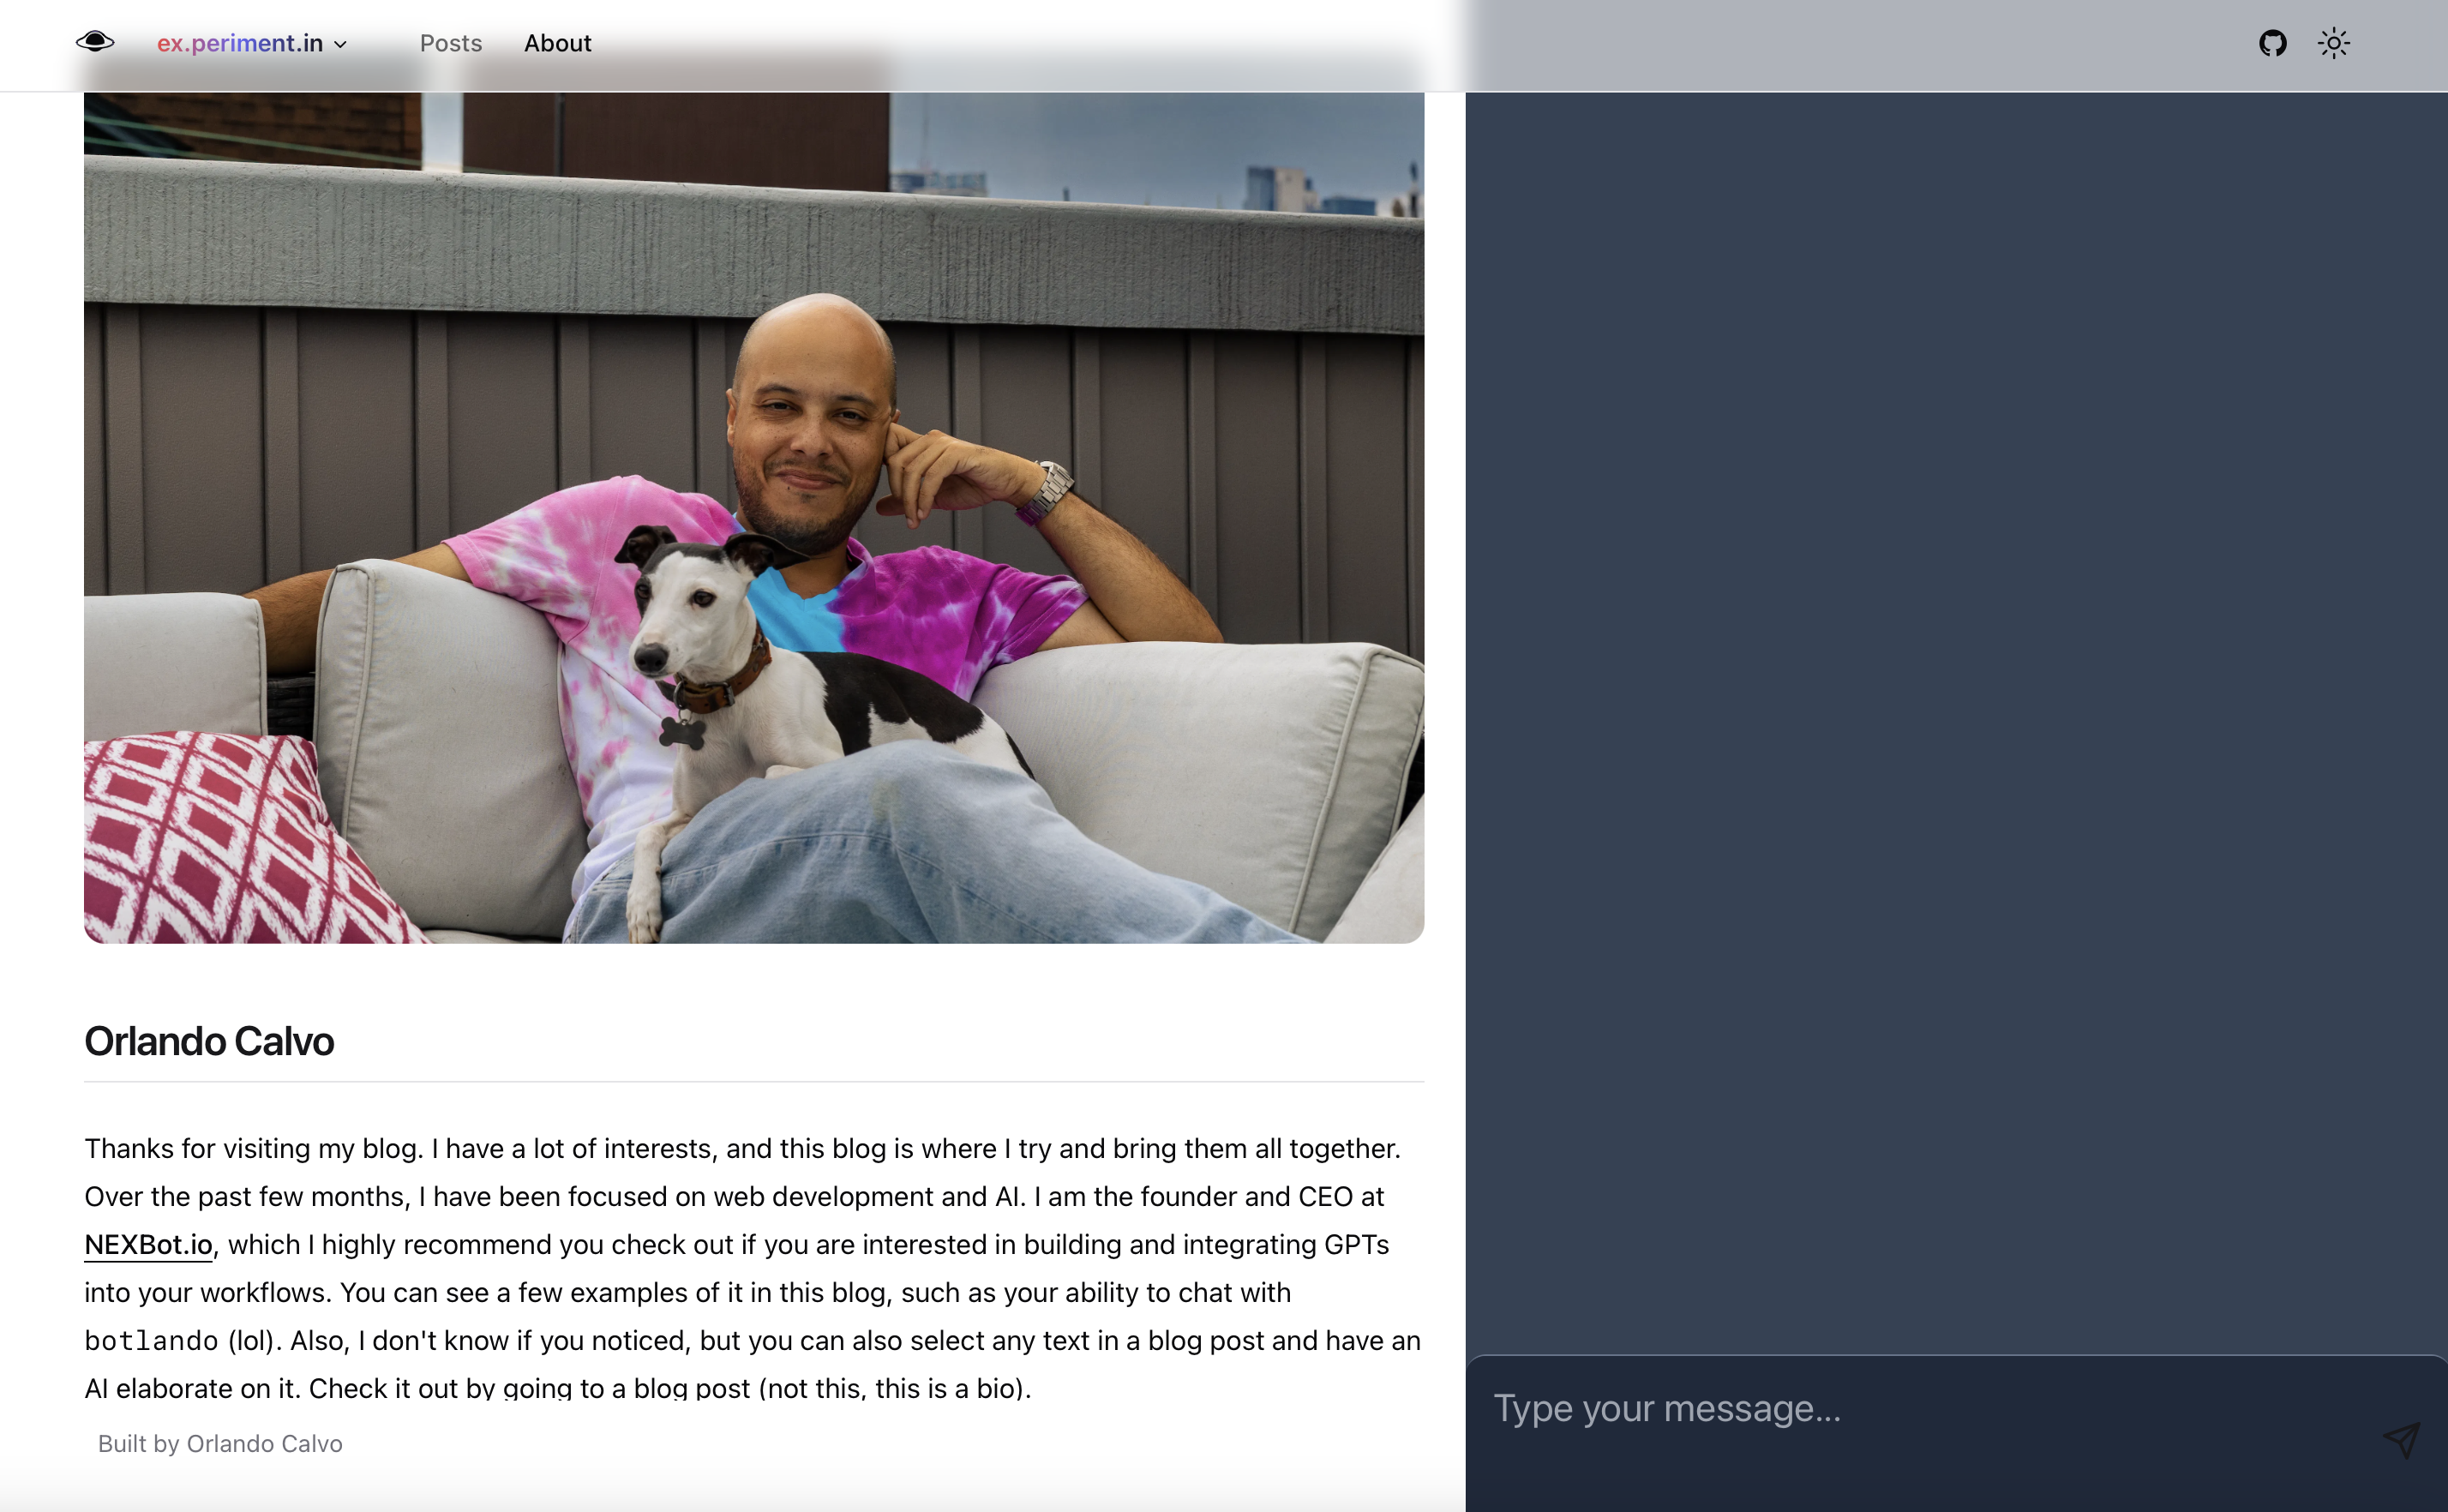 ex.periment.in
Posts
About
Orlando Calvo
Thanks for visiting my blog. I have a lot of interests, and this blog is where I try and bring them all together.
Over the past few months, I have been focused on web development and AI. I am the founder and CEO at
NEXBot.io, which I highly recommend you check out if you are interested in building and integrating GPTs
into your workflows. You can see a few examples of it in this blog, such as your ability to chat with
botlando (lol). Also, I don't know if you noticed, but you can also select any text in a blog post and have an
AI elaborate on it. Check it out by going to a blog post (not this, this is a bio).
Built by Orlando Calvo
Type your message...